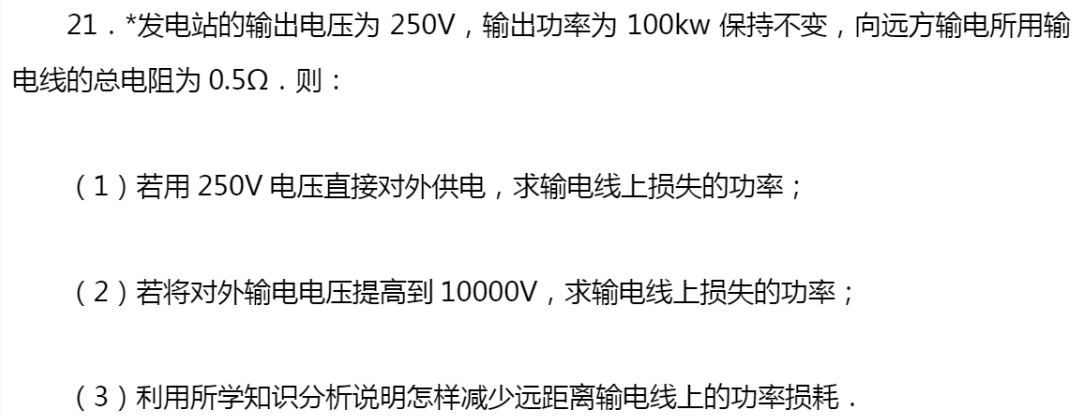 21．*发电站的输出电压为 250V，输出功率为 100kw 保持不变，向远方输电所用输
电线的总电阻为 0.5Ω．则：
（1）若用 250V 电压直接对外供电，求输电线上损失的功率；
（2）若将对外输电电压提高到 10000V，求输电线上损失的功率；
（3）利用所学知识分析说明怎样减少远距离输电线上的功率损耗．